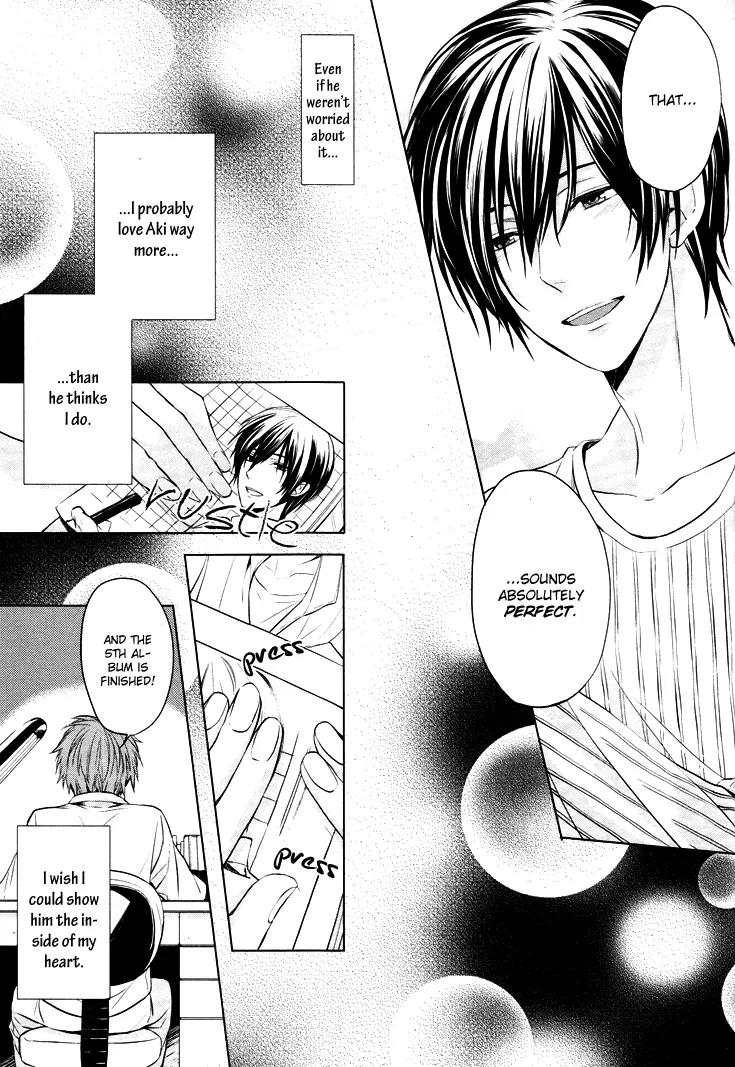 THAT...
...SOUNDS
ABSOLUTELY
PERFECT.
Even
if he
weren't
worried
about
it...
...I probably
love Aki way
more...
...than
he thinks
I do.
rustle
press
press
AND THE
5TH AL-
BUM IS
FINISHED!
I wish I
could show
him the in-
side of my
heart.